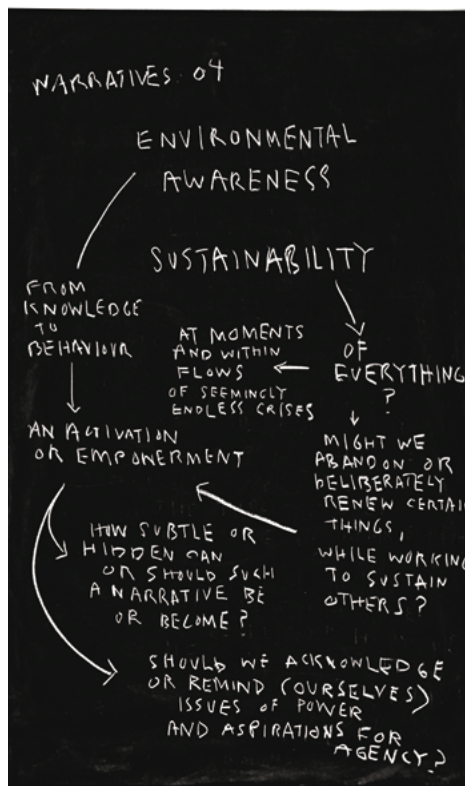 NARRATIVES 04
ENVIRONMENTAL
AWARENESS
SUSTAINABILITY
FROM
KNOWLEDGE
TO
BEHAVIOUR
AT MOMENTS
AND WITHIN
FLOWS
OF SEEMINGLY
ENDLESS CRISES
OF
EVERYTHING
?
AN ACTIVATION
OR EMPOWERMENT
MIGHT WE
ABANDON OR
DELIBERATELY
RENEW CERTAI
THINGS,
WHILE WORKING
TO SUSTAIN
OTHERS?
HOW SUBTLE OR
HIDDEN CAN
OR SHOULD SUCH
A NARRATIVE BE
OR BECOME?
SHOULD WE ACKNOWLEDGE
OR REMIND (OURSELVES)
ISSUES OF POWER
AND ASPIRATIONS FOR
AGENCY?